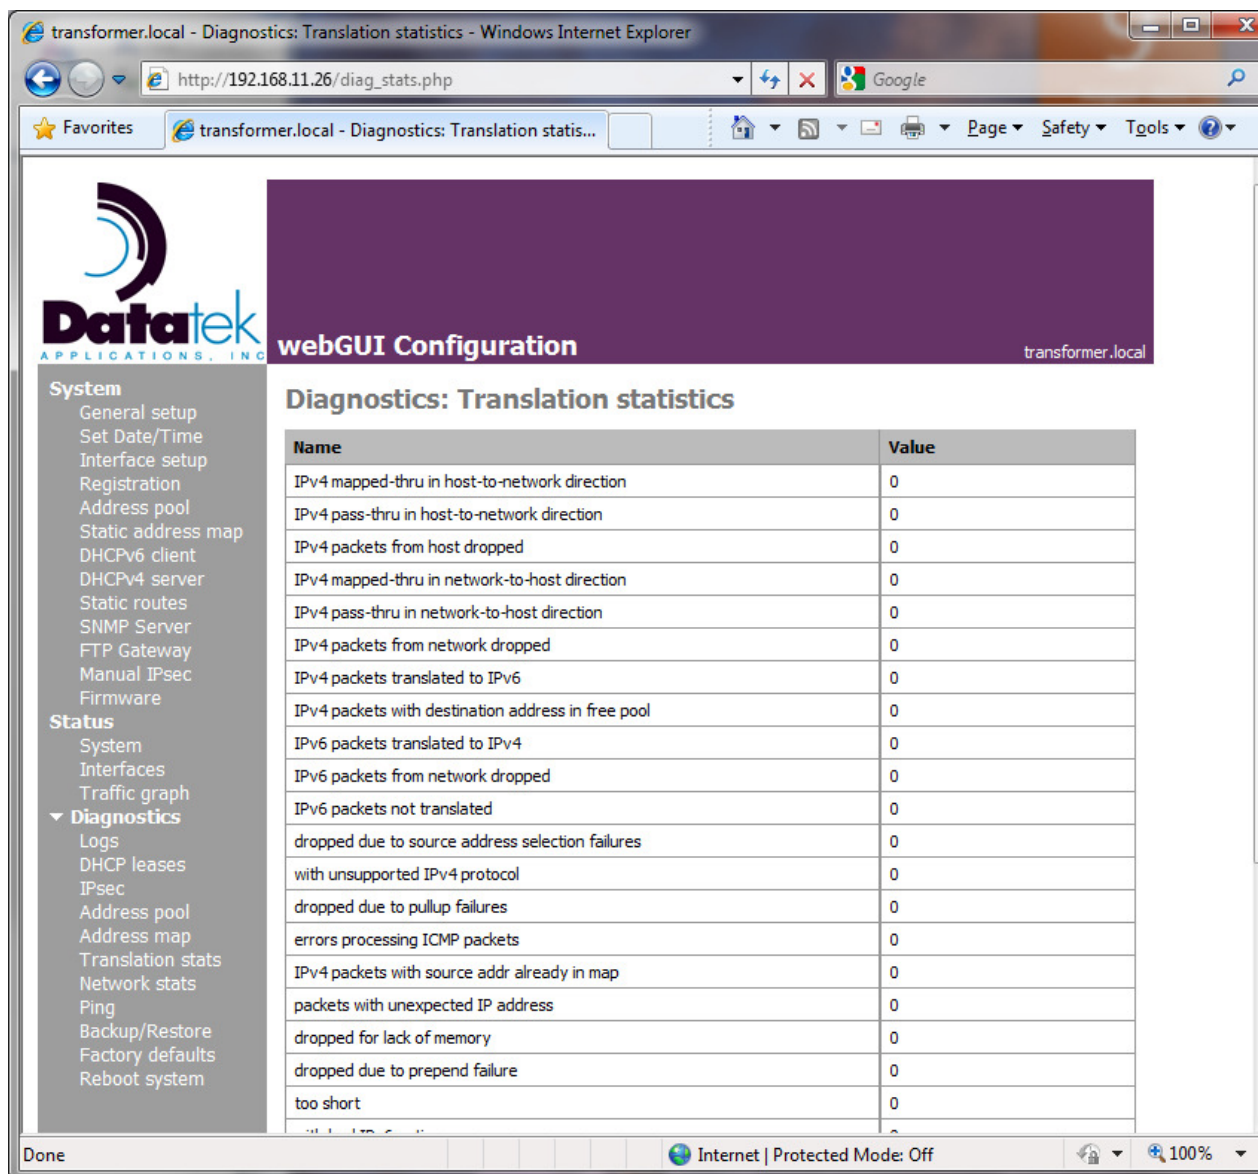 transformer.local - Diagnostics: Translation statistics - Windows Internet Explorer
http://192.168.11.26/diag_stats.php
Google
Favorites
transformer.local - Diagnostics: Translation statis...
Page
Safety
Tools
Datatek
APPLICATIONS, INC
webGUI Configuration
transformer.local
System
General setup
Set Date/Time
Interface setup
Registration
Address pool
Static address map
DHCPv6 client
DHCPv4 server
Static routes
SNMP Server
FTP Gateway
Manual IPsec
Firmware
Status
System
Interfaces
Traffic graph
Diagnostics
Logs
DHCP leases
IPsec
Address pool
Address map
Translation stats
Network stats
Ping
Backup/Restore
Factory defaults
Reboot system
Diagnostics: Translation statistics
Name Value
IPv4 mapped-thru in host-to-network direction 0
IPv4 pass-thru in host-to-network direction 0
IPv4 packets from host dropped 0
IPv4 mapped-thru in network-to-host direction 0
IPv4 pass-thru in network-to-host direction 0
IPv4 packets from network dropped 0
IPv4 packets translated to IPv6 0
IPv4 packets with destination address in free pool 0
IPv6 packets translated to IPv4 0
IPv6 packets from network dropped 0
IPv6 packets not translated 0
dropped due to source address selection failures 0
with unsupported IPv4 protocol 0
dropped due to pullup failures 0
errors processing ICMP packets 0
IPv4 packets with source addr already in map 0
packets with unexpected IP address 0
dropped for lack of memory 0
dropped due to prepend failure 0
too short 0
Done
Internet | Protected Mode: Off
100%